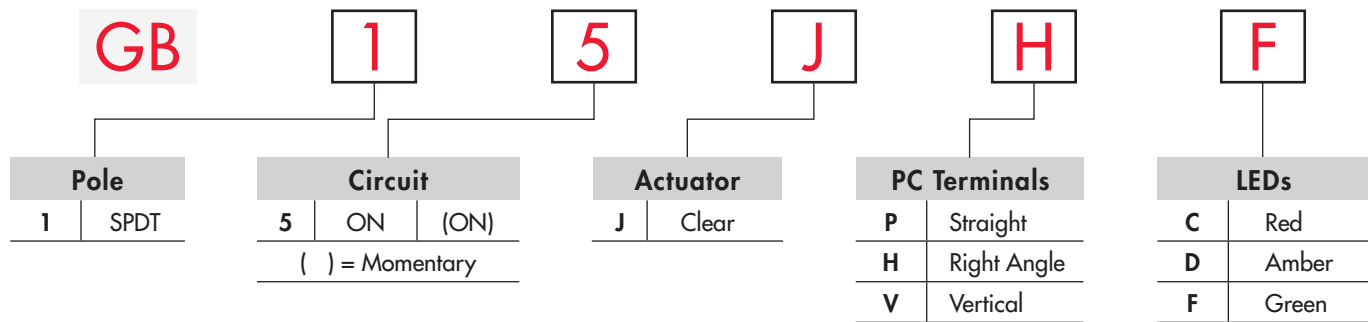 GB 1 5 J H F
Pole Circuit Actuator PC Terminals LEDs
1 SPDT 5 ON (ON) J Clear P Straight C Red
( ) = Momentary H Right Angle D Amber
V Vertical F Green